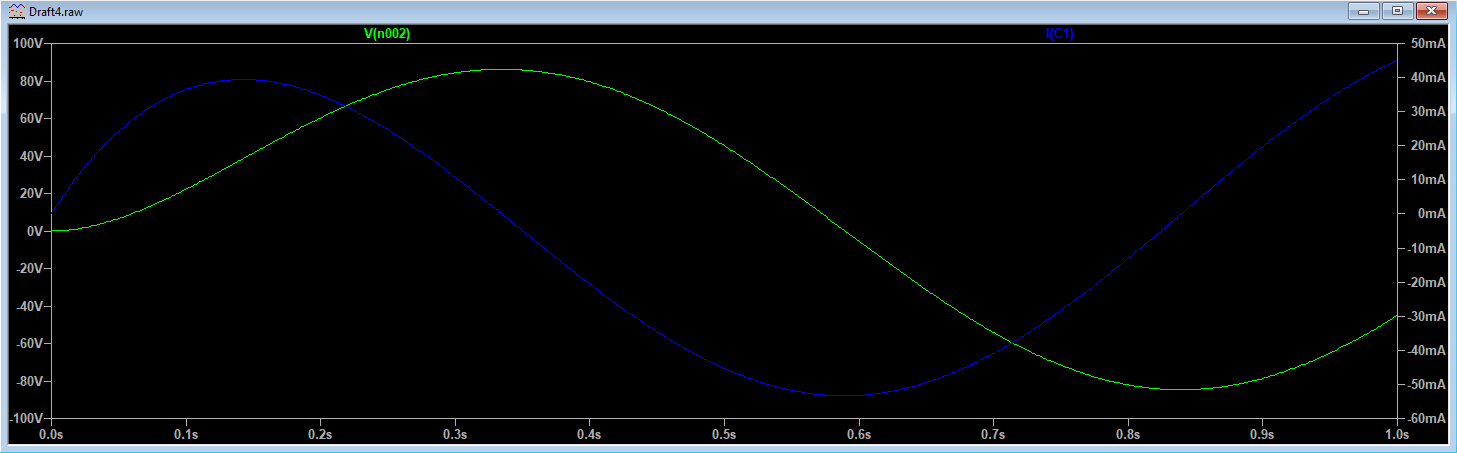 Draft4.raw
V(n002) I(C1)
100V 50mA
80V 40mA
60V 30mA
40V 20mA
20V 10mA
0V 0mA
-20V -10mA
-40V -20mA
-60V -30mA
-80V -40mA
-100V -50mA
-60mA
0.0s 0.1s 0.2s 0.3s 0.4s 0.5s 0.6s 0.7s 0.8s 0.9s 1.0s